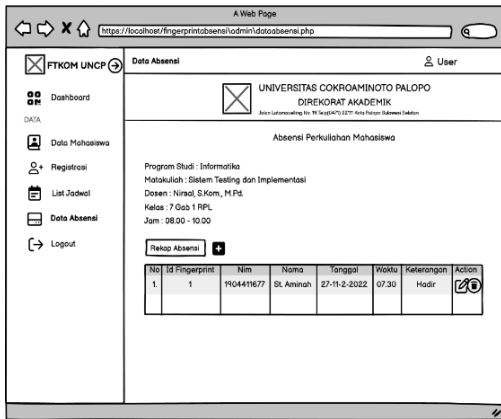 A Web Page
https://localhost/fingerprintabsensi\admin\dataabsensi.php
FTKOM UNCP
Data Absensi
User
Dashboard
DATA
Data Mahasiswa
Registrasi
List Jadwal
Data Absensi
Logout
UNIVERSITAS COKROAMINOTO PALOPO
DIREKORAT AKADEMIK
Absensi Perkuliahan Mahasiswa
Program Studi : Informatika
Matakuliah : Sistem Testing dan Implementasi
Dosen : Nirsal, S.Kom., M.Pd.
Kelas : 7 Gab 1 RPL
Jam : 08.00 - 10.00
Rekap Absensi
No Id Fingerprint Nim Nama Tanggal Waktu Keterangan Action
1. 1 1904411677 St. Aminah 27-11-2-2022 07.30 Hadir